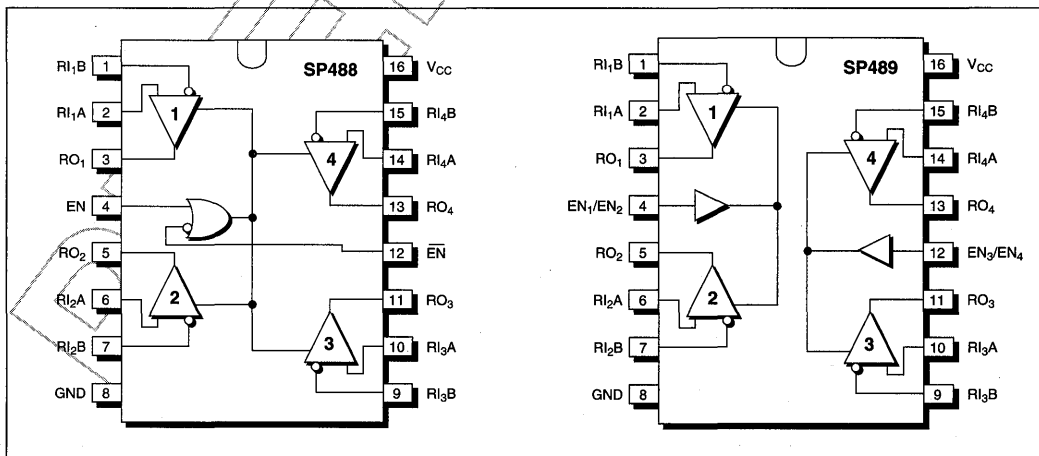 SP488
RI₁B 1
RI₁A 2
RO₁ 3
EN 4
RO₂ 5
RI₂A 6
RI₂B 7
GND 8
16 V_CC
15 RI₄B
14 RI₄A
13 RO₄
12 E̅N̅
11 RO₃
10 RI₃A
9 RI₃B
1
2
3
4
SP489
RI₁B 1
RI₁A 2
RO₁ 3
EN₁/EN₂ 4
RO₂ 5
RI₂A 6
RI₂B 7
GND 8
16 V_CC
15 RI₄B
14 RI₄A
13 RO₄
12 EN₃/EN₄
11 RO₃
10 RI₃A
9 RI₃B
1
2
3
4